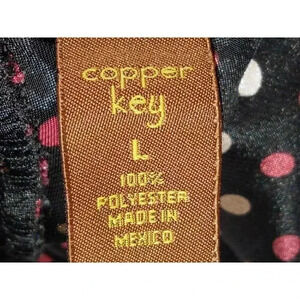 copper
key
L
100%
POLYESTER
MADE IN
MEXICO